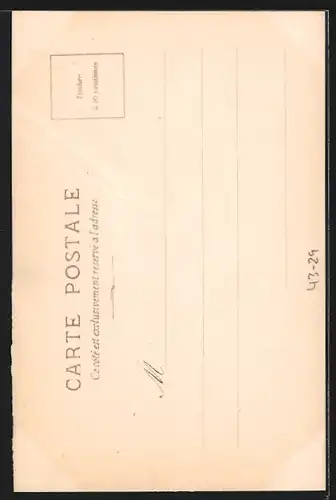 CARTE POSTALE
Ce côté est exclusivement réservé à l'adresse
Timbre
à 10 centimes
M
43-29